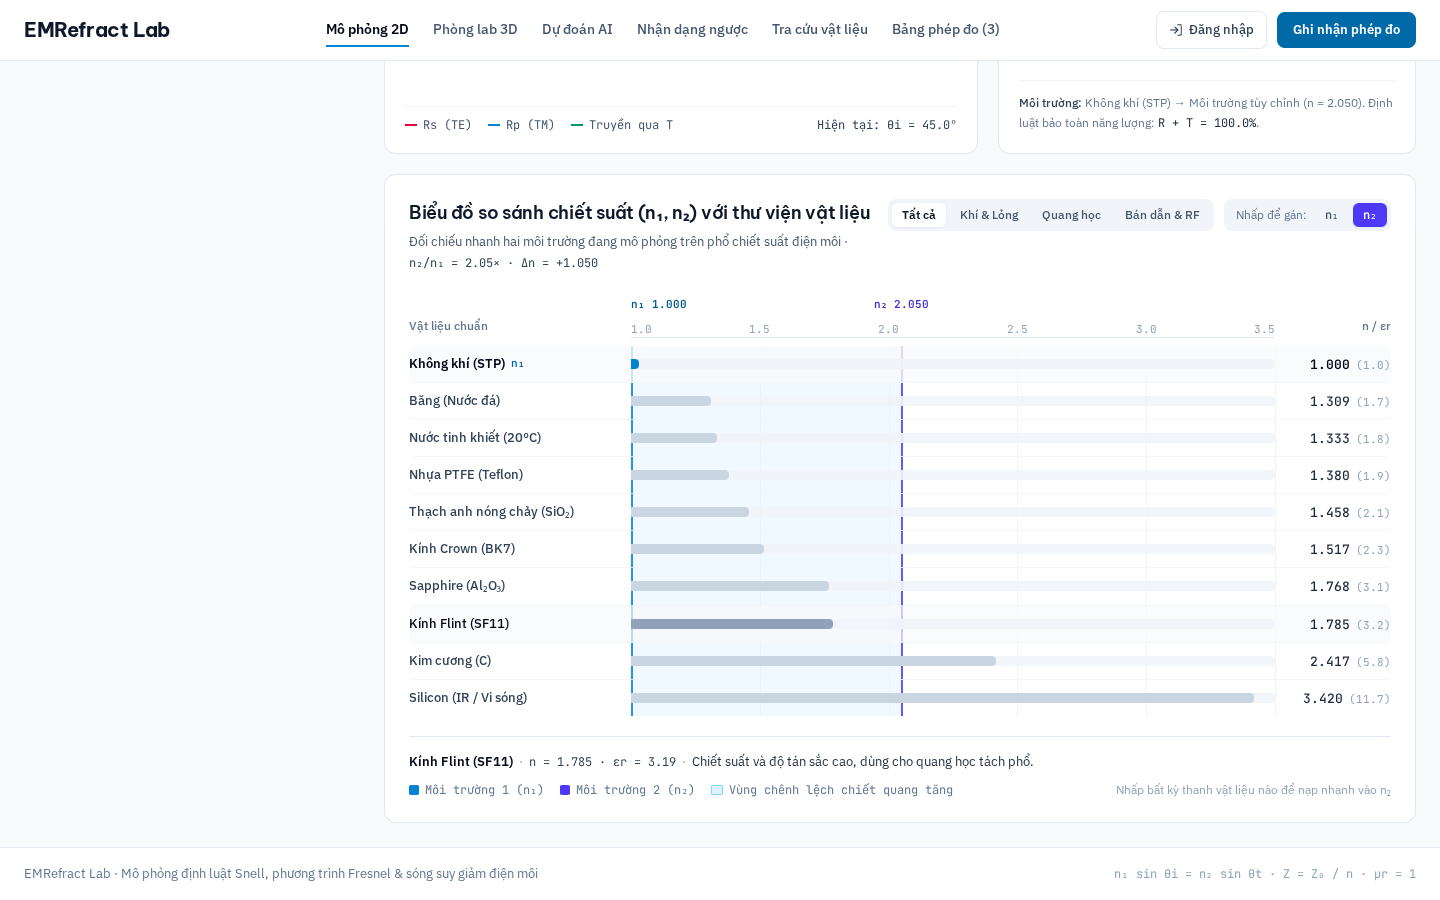 EMRefract Lab
Mô phỏng 2D
Phòng lab 3D
Dự đoán AI
Nhận dạng ngược
Tra cứu vật liệu
Bảng phép đo (3)
Đăng nhập
Ghi nhận phép đo
Rs (TE)
Rp (TM)
Truyền qua T
Hiện tại: θi = 45.0°
Môi trường: Không khí (STP) → Môi trường tùy chỉnh (n = 2.050). Định
luật bảo toàn năng lượng: R + T = 100.0%.
Biểu đồ so sánh chiết suất (n₁, n₂) với thư viện vật liệu
Đối chiếu nhanh hai môi trường đang mô phỏng trên phổ chiết suất điện môi ·
n₂/n₁ = 2.05× · Δn = +1.050
Tất cả
Khí & Lỏng
Quang học
Bán dẫn & RF
Nhấp để gán:
n₁
n₂
n₁ 1.000
n₂ 2.050
Vật liệu chuẩn
1.0
1.5
2.0
2.5
3.0
3.5
n / εr
Không khí (STP) n₁ 1.000 (1.0)
Băng (Nước đá) 1.309 (1.7)
Nước tinh khiết (20°C) 1.333 (1.8)
Nhựa PTFE (Teflon) 1.380 (1.9)
Thạch anh nóng chảy (SiO₂) 1.458 (2.1)
Kính Crown (BK7) 1.517 (2.3)
Sapphire (Al₂O₃) 1.768 (3.1)
Kính Flint (SF11) 1.785 (3.2)
Kim cương (C) 2.417 (5.8)
Silicon (IR / Vi sóng) 3.420 (11.7)
Kính Flint (SF11) · n = 1.785 · εr = 3.19 · Chiết suất và độ tán sắc cao, dùng cho quang học tách phổ.
Môi trường 1 (n₁)
Môi trường 2 (n₂)
Vùng chênh lệch chiết quang tăng
Nhấp bất kỳ thanh vật liệu nào để nạp nhanh vào n₂
EMRefract Lab · Mô phỏng định luật Snell, phương trình Fresnel & sóng suy giảm điện môi
n₁ sin θi = n₂ sin θt · Z = Z₀ / n · μr = 1